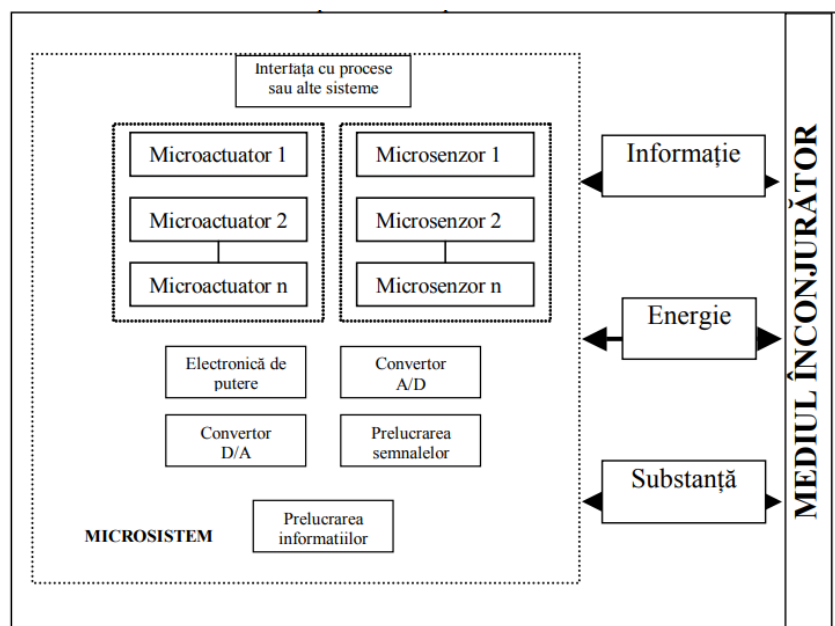 Interfața cu procese
sau alte sisteme
Microactuator 1
Microactuator 2
Microactuator n
Microsenzor 1
Microsenzor 2
Microsenzor n
Electronică de
putere
Convertor
A/D
Convertor
D/A
Prelucrarea
semnalelor
Prelucrarea
informatiilor
MICROSISTEM
Informație
Energie
Substanță
MEDIUL ÎNCONJURĂTOR